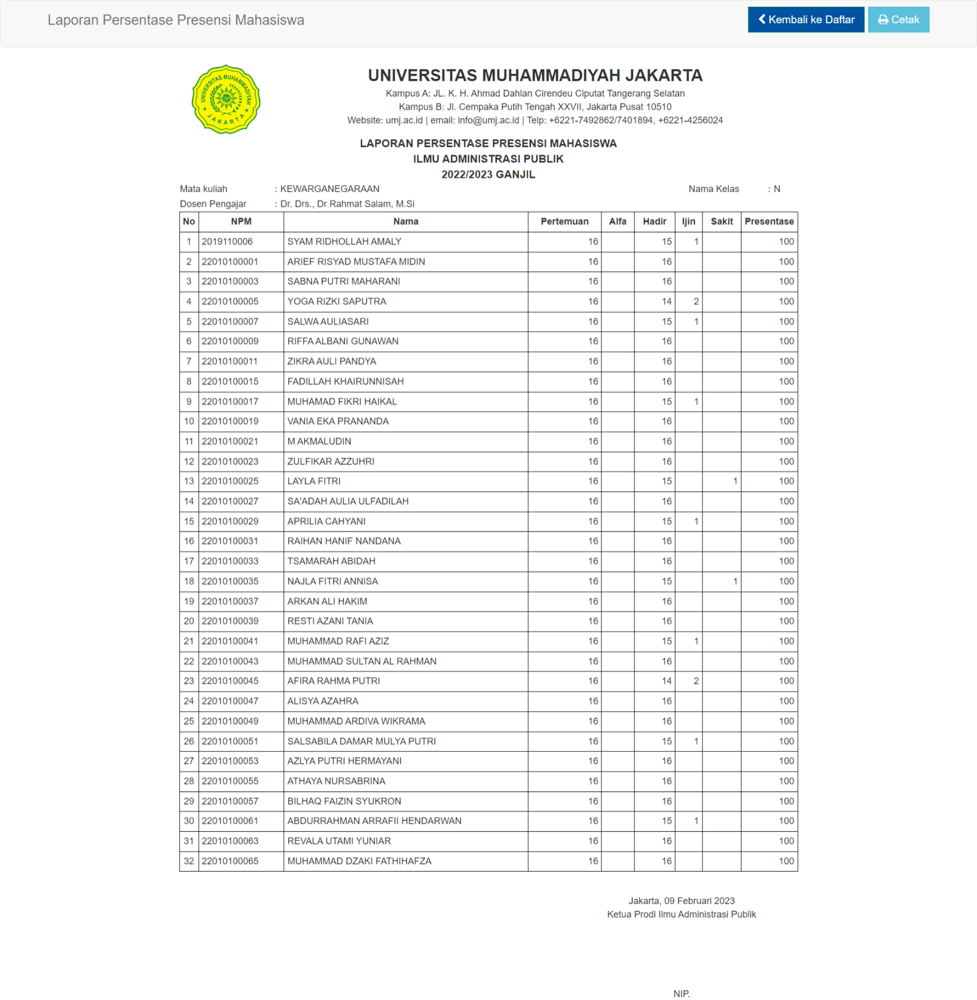 Laporan Persentase Presensi Mahasiswa
Kembali ke Daftar
Cetak
UNIVERSITAS MUHAMMADIYAH
JAKARTA
UNIVERSITAS MUHAMMADIYAH JAKARTA
Kampus A: JL. K. H. Ahmad Dahlan Cirendeu Ciputat Tangerang Selatan
Kampus B: Jl. Cempaka Putih Tengah XXVII, Jakarta Pusat 10510
Website: umj.ac.id | email: info@umj.ac.id | Telp: +6221-7492862/7401894, +6221-4256024
LAPORAN PERSENTASE PRESENSI MAHASISWA
ILMU ADMINISTRASI PUBLIK
2022/2023 GANJIL
Mata kuliah : KEWARGANEGARAAN Nama Kelas : N
Dosen Pengajar : Dr. Drs., Dr Rahmat Salam, M.Si
No NPM Nama Pertemuan Alfa Hadir Ijin Sakit Presentase
1 2019110006 SYAM RIDHOLLAH AMALY 16 15 1 100
2 22010100001 ARIEF RISYAD MUSTAFA MIDIN 16 16 100
3 22010100003 SABNA PUTRI MAHARANI 16 16 100
4 22010100005 YOGA RIZKI SAPUTRA 16 14 2 100
5 22010100007 SALWA AULIASARI 16 15 1 100
6 22010100009 RIFFA ALBANI GUNAWAN 16 16 100
7 22010100011 ZIKRA AULI PANDYA 16 16 100
8 22010100015 FADILLAH KHAIRUNNISAH 16 16 100
9 22010100017 MUHAMAD FIKRI HAIKAL 16 15 1 100
10 22010100019 VANIA EKA PRANANDA 16 16 100
11 22010100021 M AKMALUDIN 16 16 100
12 22010100023 ZULFIKAR AZZUHRI 16 16 100
13 22010100025 LAYLA FITRI 16 15 1 100
14 22010100027 SA'ADAH AULIA ULFADILAH 16 16 100
15 22010100029 APRILIA CAHYANI 16 15 1 100
16 22010100031 RAIHAN HANIF NANDANA 16 16 100
17 22010100033 TSAMARAH ABIDAH 16 16 100
18 22010100035 NAJLA FITRI ANNISA 16 15 1 100
19 22010100037 ARKAN ALI HAKIM 16 16 100
20 22010100039 RESTI AZANI TANIA 16 16 100
21 22010100041 MUHAMMAD RAFI AZIZ 16 15 1 100
22 22010100043 MUHAMMAD SULTAN AL RAHMAN 16 16 100
23 22010100045 AFIRA RAHMA PUTRI 16 14 2 100
24 22010100047 ALISYA AZAHRA 16 16 100
25 22010100049 MUHAMMAD ARDIVA WIKRAMA 16 16 100
26 22010100051 SALSABILA DAMAR MULYA PUTRI 16 15 1 100
27 22010100053 AZLYA PUTRI HERMAYANI 16 16 100
28 22010100055 ATHAYA NURSABRINA 16 16 100
29 22010100057 BILHAQ FAIZIN SYUKRON 16 16 100
30 22010100061 ABDURRAHMAN ARRAFII HENDARWAN 16 15 1 100
31 22010100063 REVALA UTAMI YUNIAR 16 16 100
32 22010100065 MUHAMMAD DZAKI FATHIHAFZA 16 16 100
Jakarta, 09 Februari 2023
Ketua Prodi Ilmu Administrasi Publik
NIP.